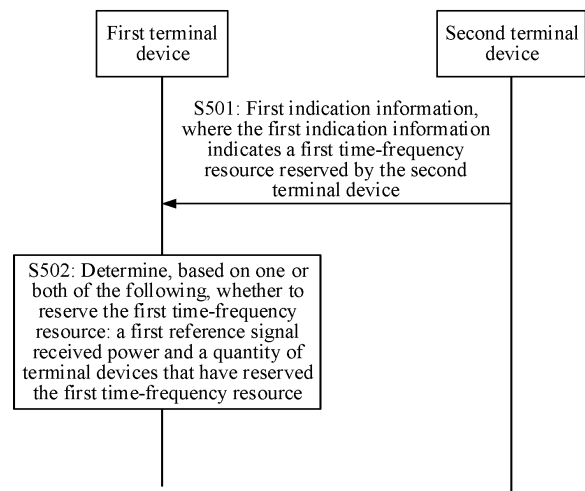 First terminal
device
Second terminal
device
S501: First indication information,
where the first indication information
indicates a first time-frequency
resource reserved by the second
terminal device
S502: Determine, based on one or
both of the following, whether to
reserve the first time-frequency
resource: a first reference signal
received power and a quantity of
terminal devices that have reserved
the first time-frequency resource